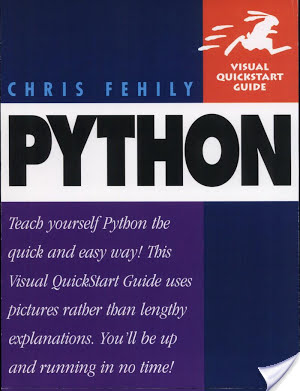 VISUAL
QUICKSTART
GUIDE
CHRIS FEHILY
PYTHON
Teach yourself Python the
quick and easy way! This
Visual QuickStart Guide uses
pictures rather than lengthy
explanations. You'll be up
and running in no time!